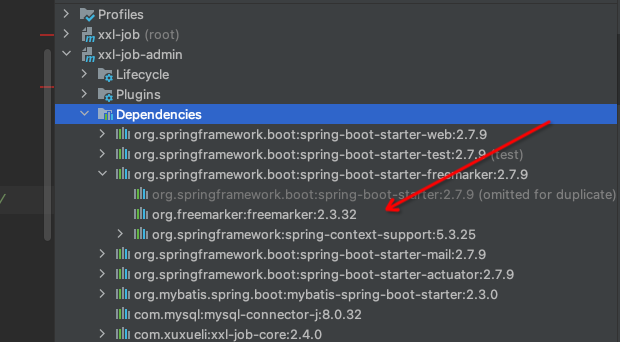 Profiles
xxl-job (root)
xxl-job-admin
Lifecycle
Plugins
Dependencies
org.springframework.boot:spring-boot-starter-web:2.7.9
org.springframework.boot:spring-boot-starter-test:2.7.9 (test)
org.springframework.boot:spring-boot-starter-freemarker:2.7.9
org.springframework.boot:spring-boot-starter:2.7.9 (omitted for duplicate)
org.freemarker:freemarker:2.3.32
org.springframework:spring-context-support:5.3.25
org.springframework.boot:spring-boot-starter-mail:2.7.9
org.springframework.boot:spring-boot-starter-actuator:2.7.9
org.mybatis.spring.boot:mybatis-spring-boot-starter:2.3.0
com.mysql:mysql-connector-j:8.0.32
com.xuxueli:xxl-job-core:2.4.0